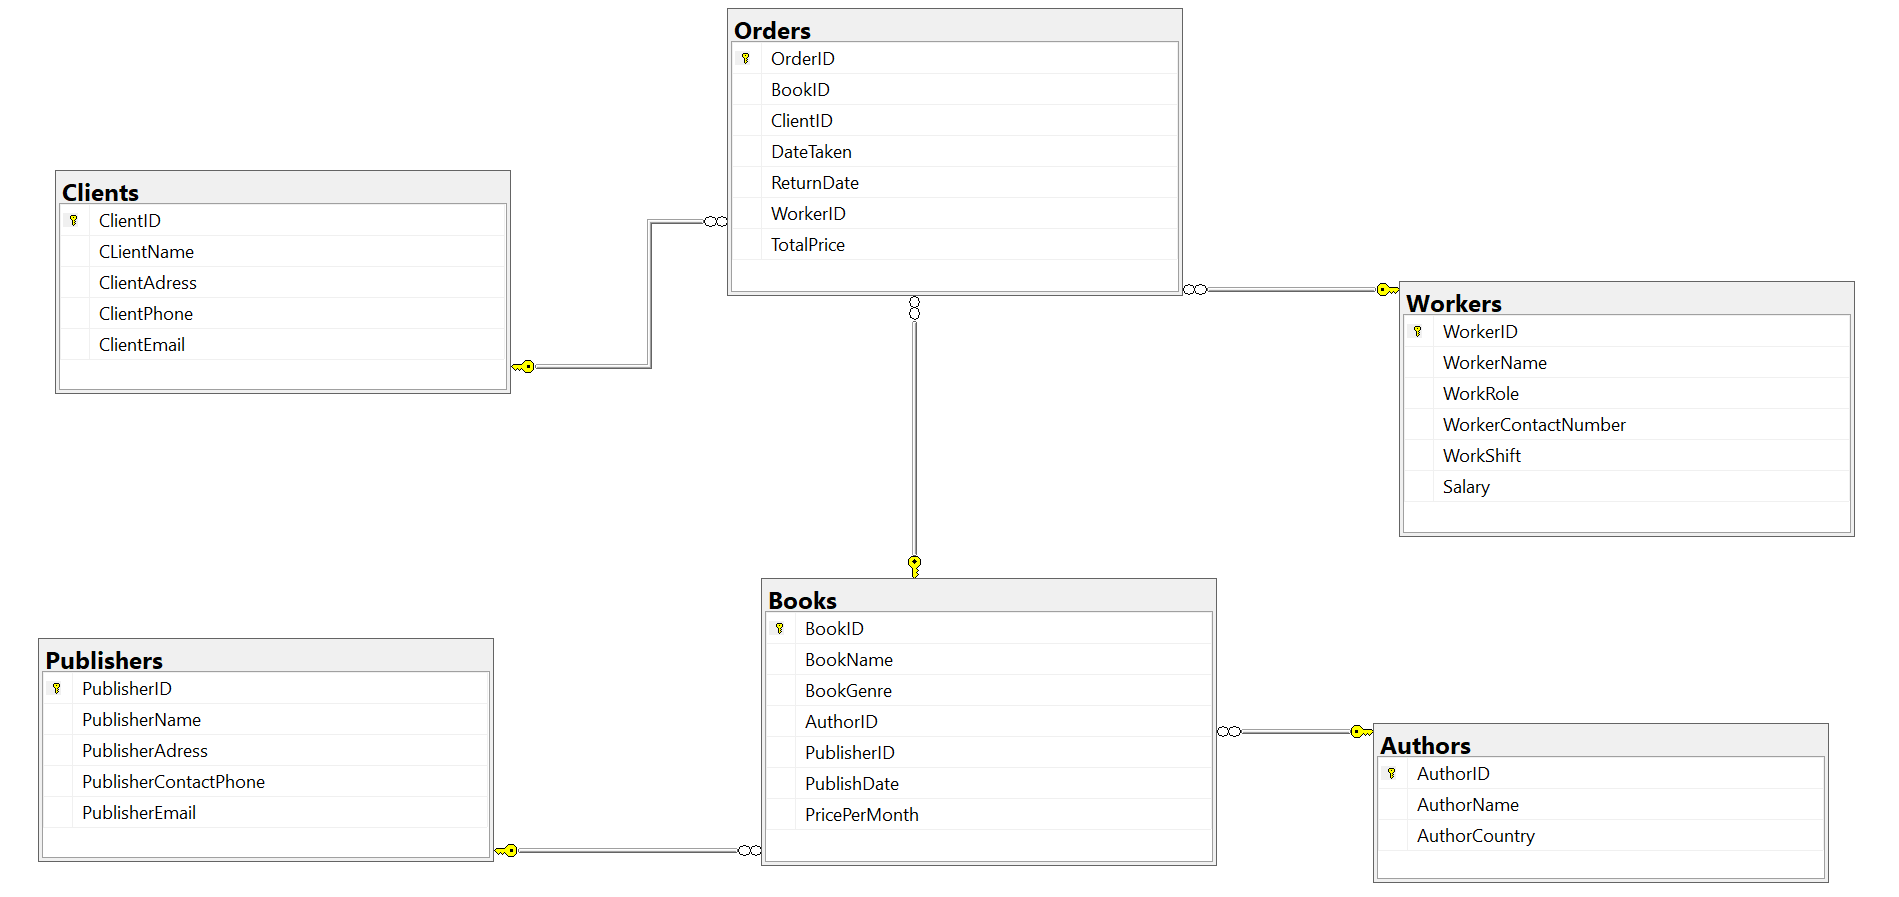 Orders
OrderID
BookID
ClientID
DateTaken
ReturnDate
WorkerID
TotalPrice
Clients
ClientID
CLientName
ClientAdress
ClientPhone
ClientEmail
Workers
WorkerID
WorkerName
WorkRole
WorkerContactNumber
WorkShift
Salary
Books
BookID
BookName
BookGenre
AuthorID
PublisherID
PublishDate
PricePerMonth
Publishers
PublisherID
PublisherName
PublisherAdress
PublisherContactPhone
PublisherEmail
Authors
AuthorID
AuthorName
AuthorCountry